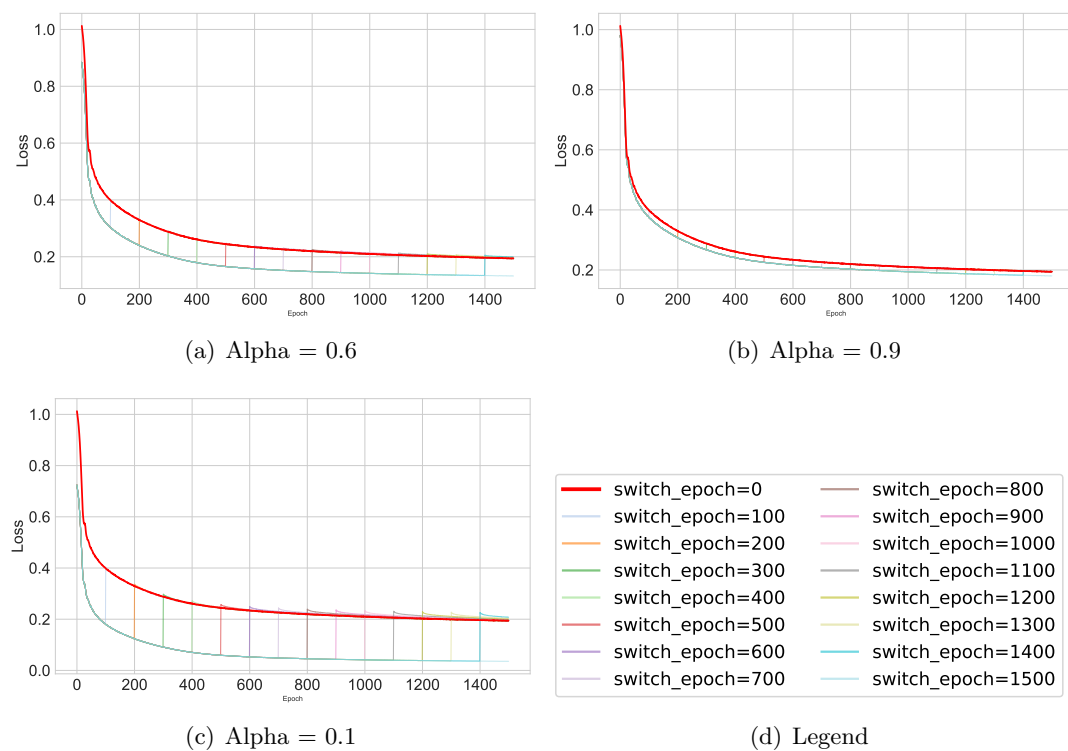 1.0
0.8
0.6
0.4
0.2
Loss
0 200 400 600 800 1000 1200 1400
Epoch
(a) Alpha = 0.6
1.0
0.8
0.6
0.4
0.2
Loss
0 200 400 600 800 1000 1200 1400
Epoch
(b) Alpha = 0.9
1.0
0.8
0.6
0.4
0.2
0.0
Loss
0 200 400 600 800 1000 1200 1400
Epoch
(c) Alpha = 0.1
switch_epoch=0
switch_epoch=100
switch_epoch=200
switch_epoch=300
switch_epoch=400
switch_epoch=500
switch_epoch=600
switch_epoch=700
switch_epoch=800
switch_epoch=900
switch_epoch=1000
switch_epoch=1100
switch_epoch=1200
switch_epoch=1300
switch_epoch=1400
switch_epoch=1500
(d) Legend